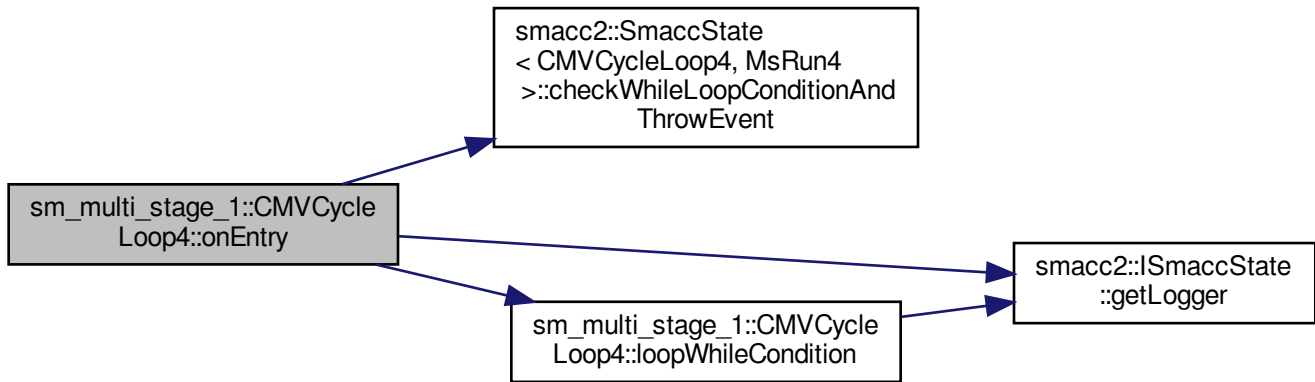 smacc2::SmaccState
< CMVCycleLoop4, MsRun4
>::checkWhileLoopConditionAnd
ThrowEvent
sm_multi_stage_1::CMVCycle
Loop4::onEntry
smacc2::ISmaccState
::getLogger
sm_multi_stage_1::CMVCycle
Loop4::loopWhileCondition